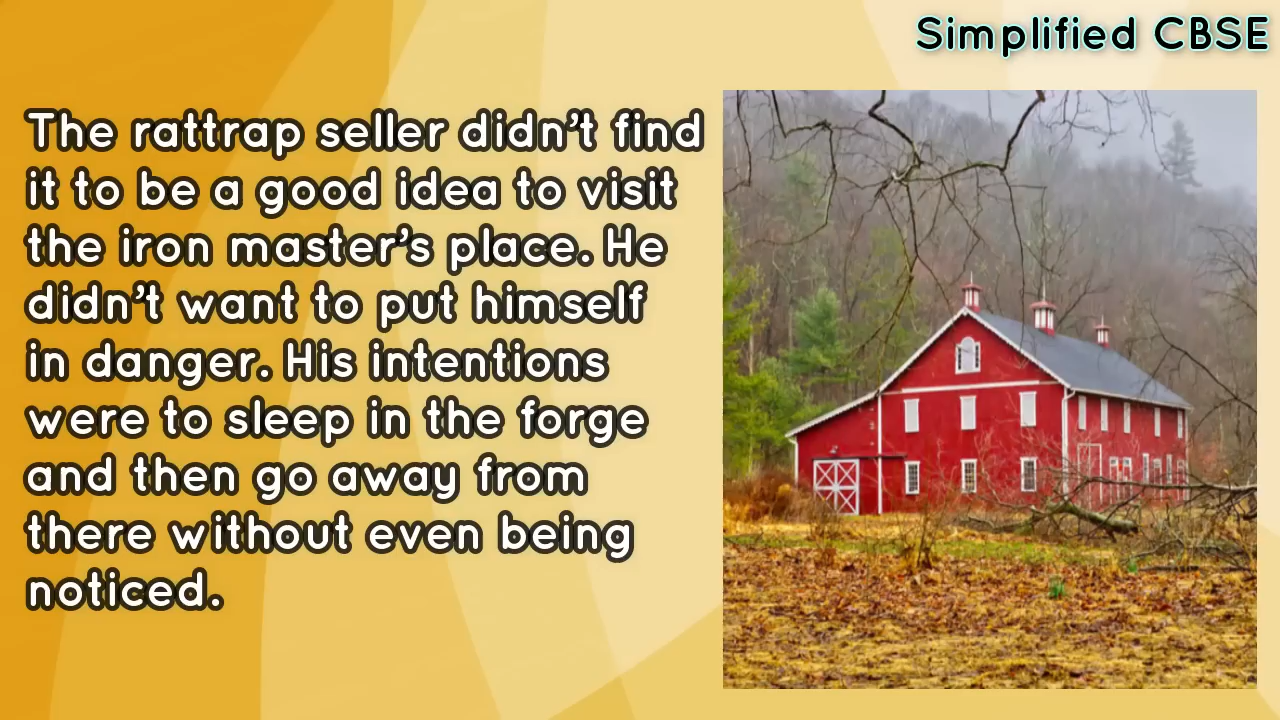 Simplified CBSE
The rattrap seller didn’t find
it to be a good idea to visit
the iron master’s place. He
didn’t want to put himself
in danger. His intentions
were to sleep in the forge
and then go away from
there without even being
noticed.